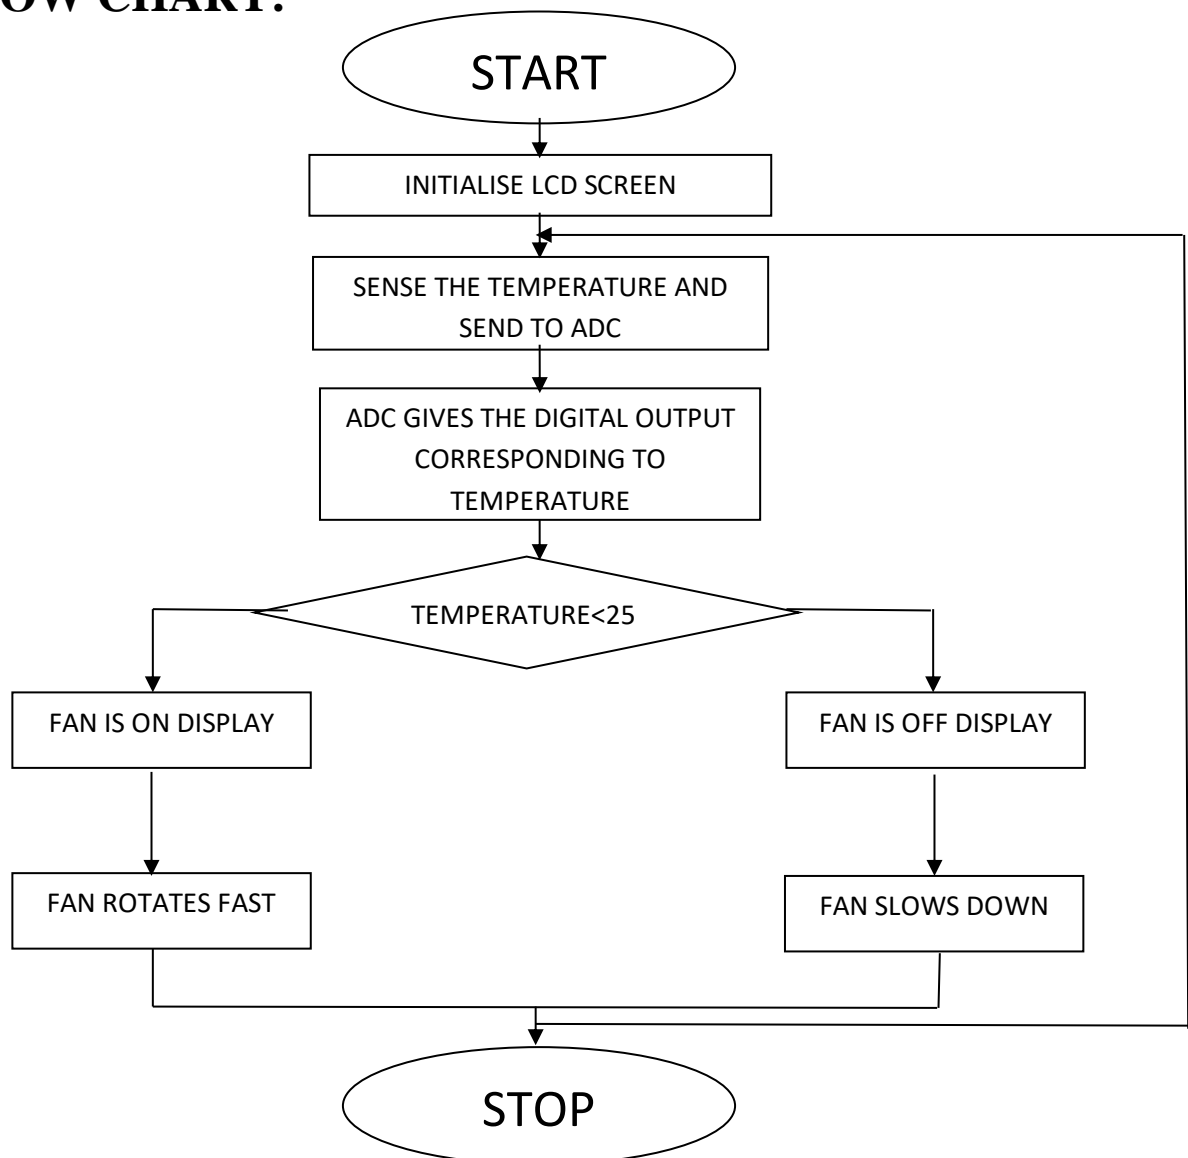 OW CHART:
START
INITIALISE LCD SCREEN
SENSE THE TEMPERATURE AND
SEND TO ADC
ADC GIVES THE DIGITAL OUTPUT
CORRESPONDING TO
TEMPERATURE
TEMPERATURE<25
FAN IS ON DISPLAY
FAN IS OFF DISPLAY
FAN ROTATES FAST
FAN SLOWS DOWN
STOP